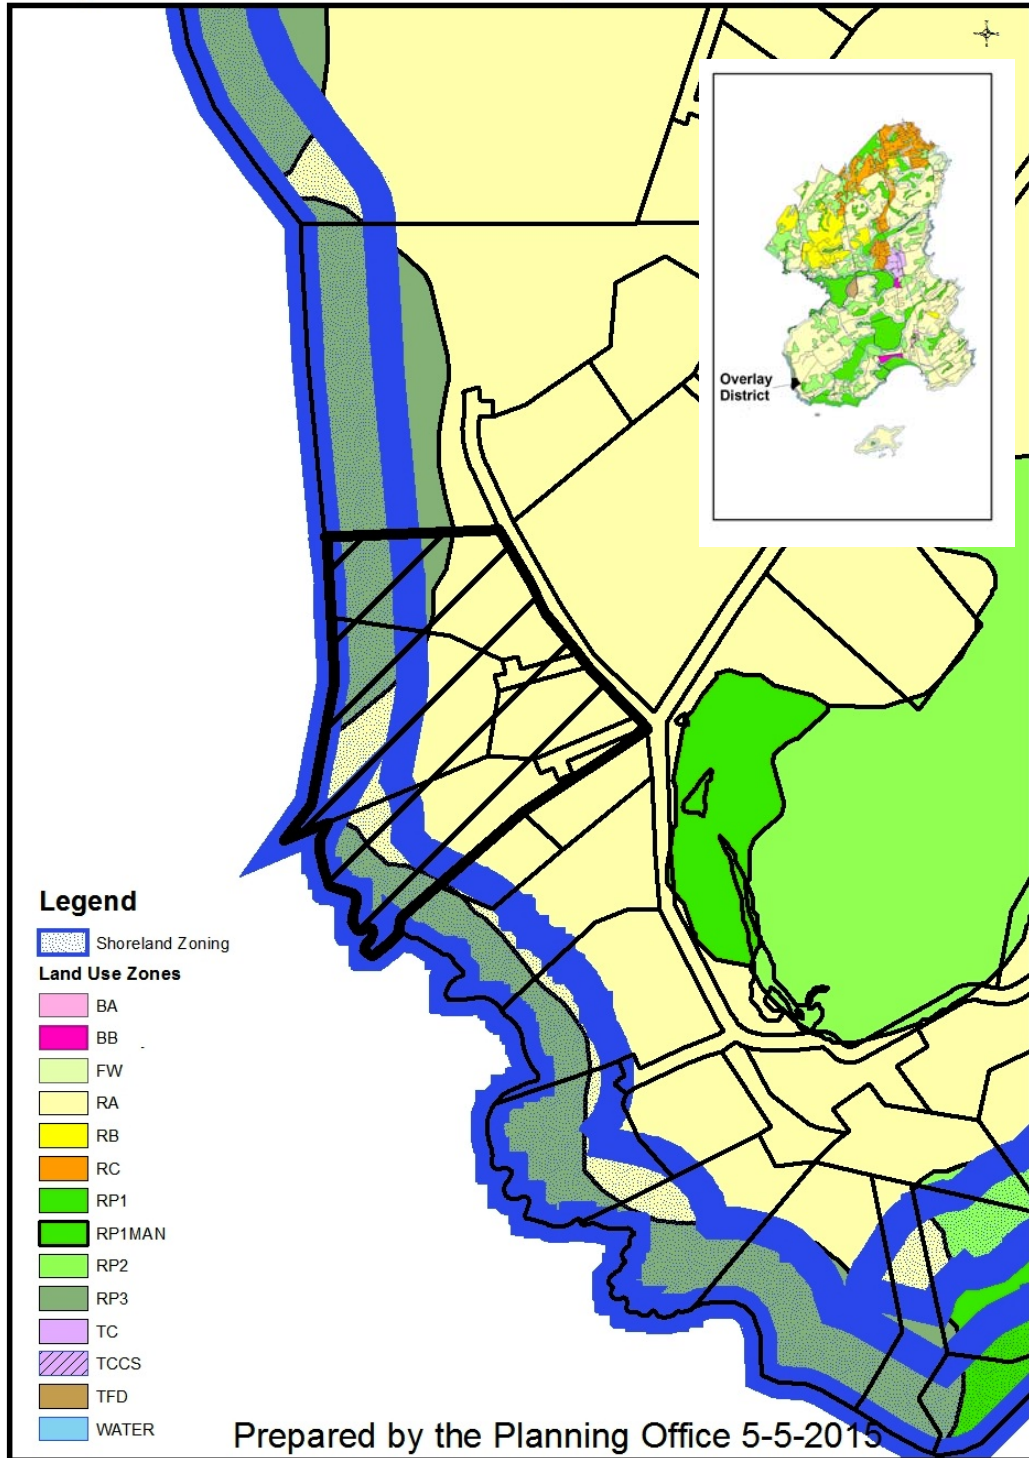 Overlay
District
Legend
Shoreland Zoning
Land Use Zones
BA
BB
FW
RA
RB
RC
RP1
RP1MAN
RP2
RP3
TC
TCCS
TFD
WATER
Prepared by the Planning Office 5-5-2015